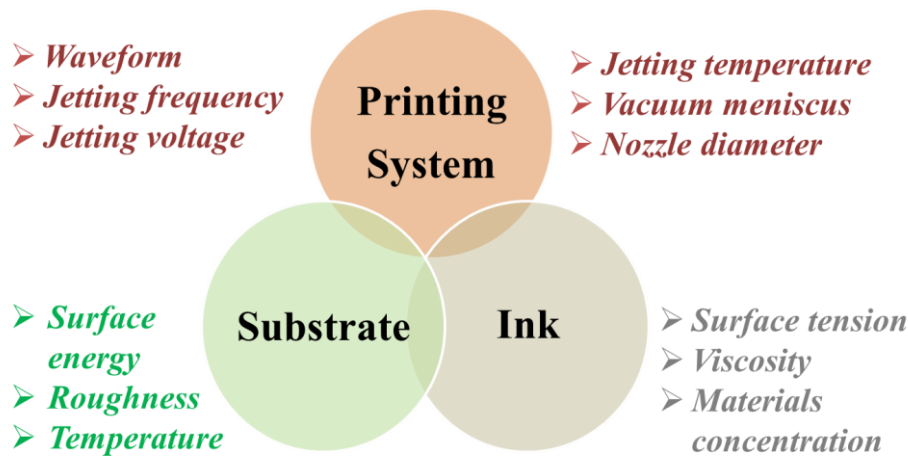 ➢ Waveform
➢ Jetting frequency
➢ Jetting voltage
Printing
System
➢ Jetting temperature
➢ Vacuum meniscus
➢ Nozzle diameter
Substrate
Ink
➢ Surface
energy
➢ Roughness
➢ Temperature
➢ Surface tension
➢ Viscosity
➢ Materials
concentration